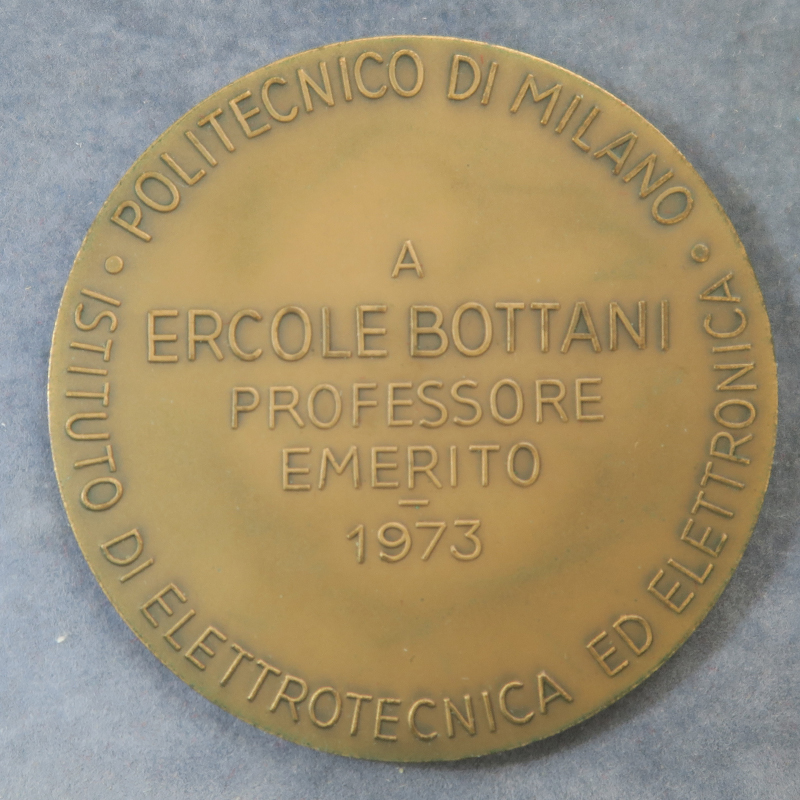 POLITECNICO DI MILANO
ISTITUTO DI ELETTROTECNICA ED ELETTRONICA
A
ERCOLE BOTTANI
PROFESSORE
EMERITO
1973